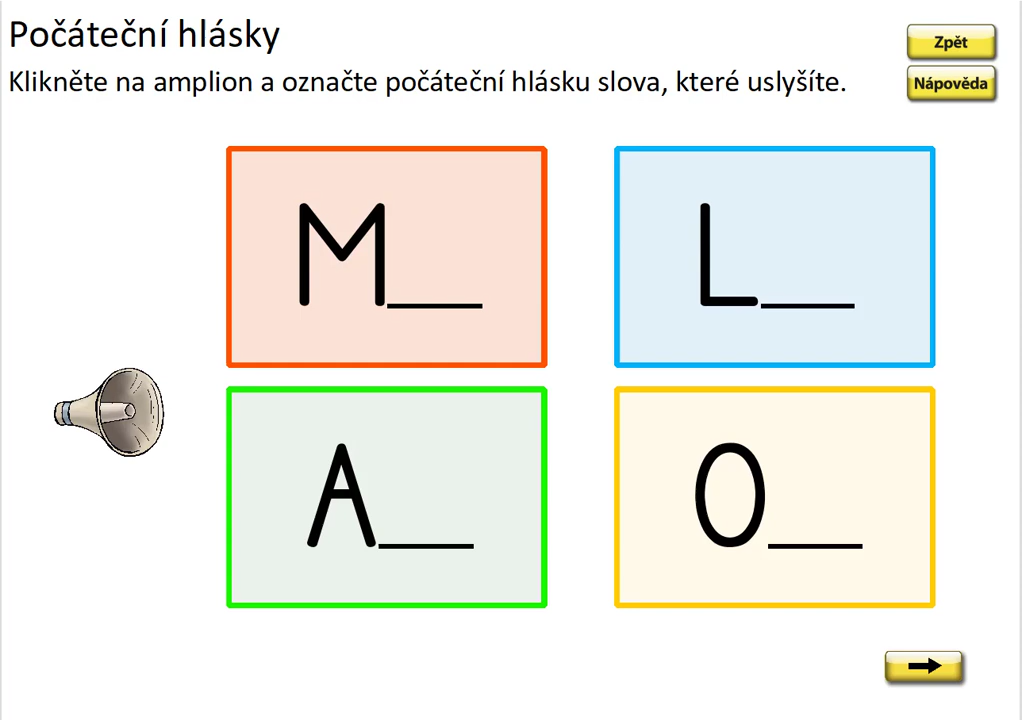 Počáteční hlásky
Zpět
Klikněte na amplion a označte počáteční hlásku slova, které uslyšíte.
Nápověda
M__
L__
A__
O__